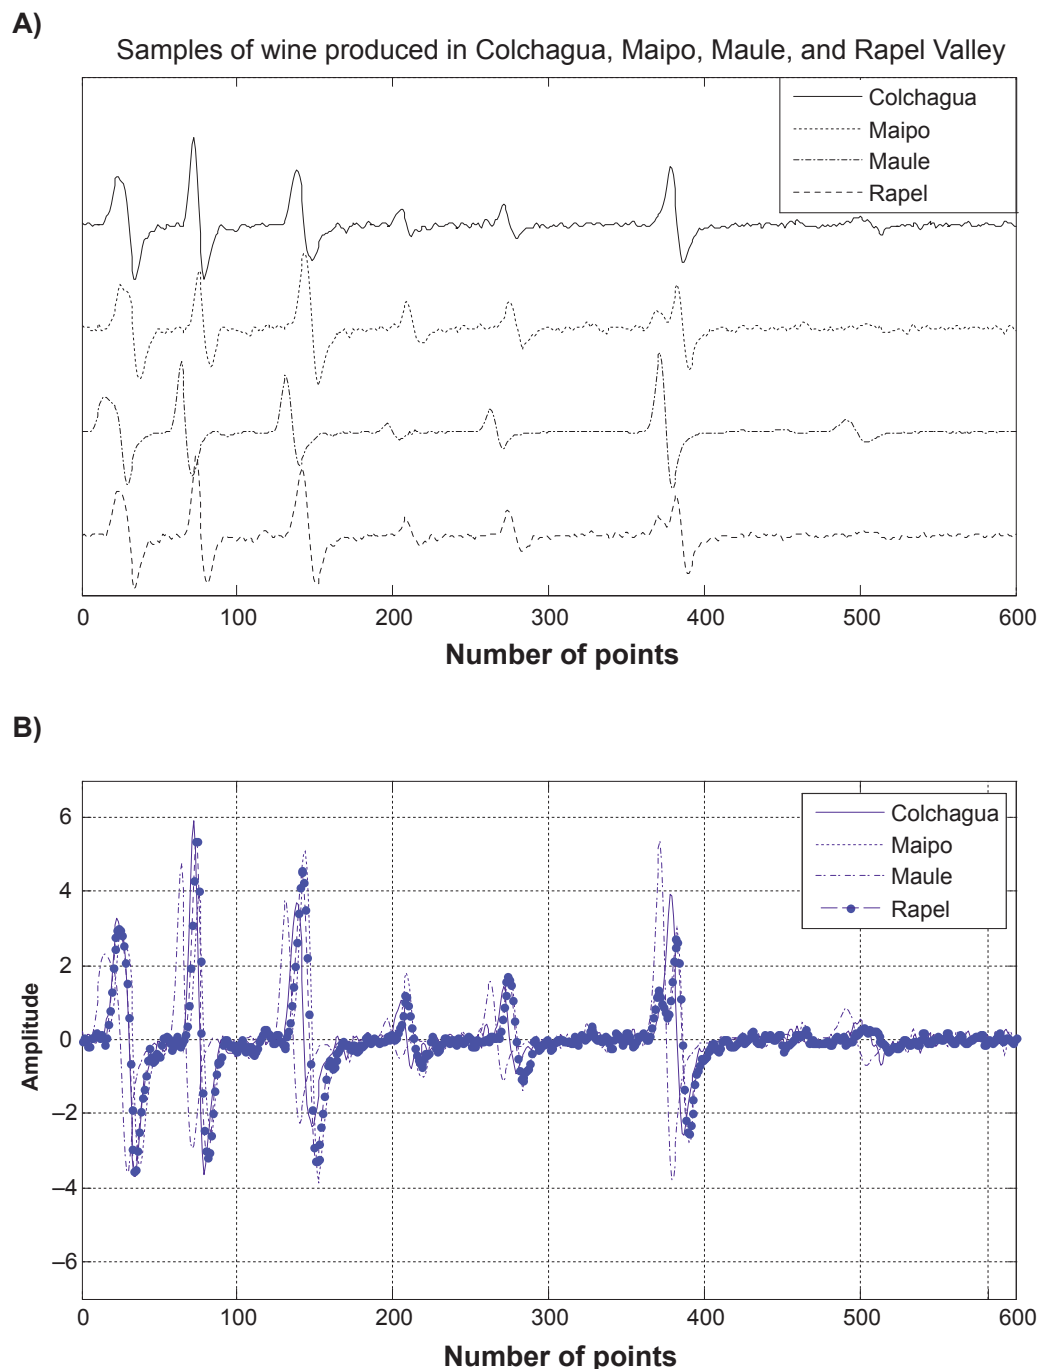 A)
Samples of wine produced in Colchagua, Maipo, Maule, and Rapel Valley
Colchagua
Maipo
Maule
Rapel
0 100 200 300 400 500 600
Number of points
B)
6
4
2
0
–2
–4
–6
Amplitude
Colchagua
Maipo
Maule
Rapel
0 100 200 300 400 500 600
Number of points